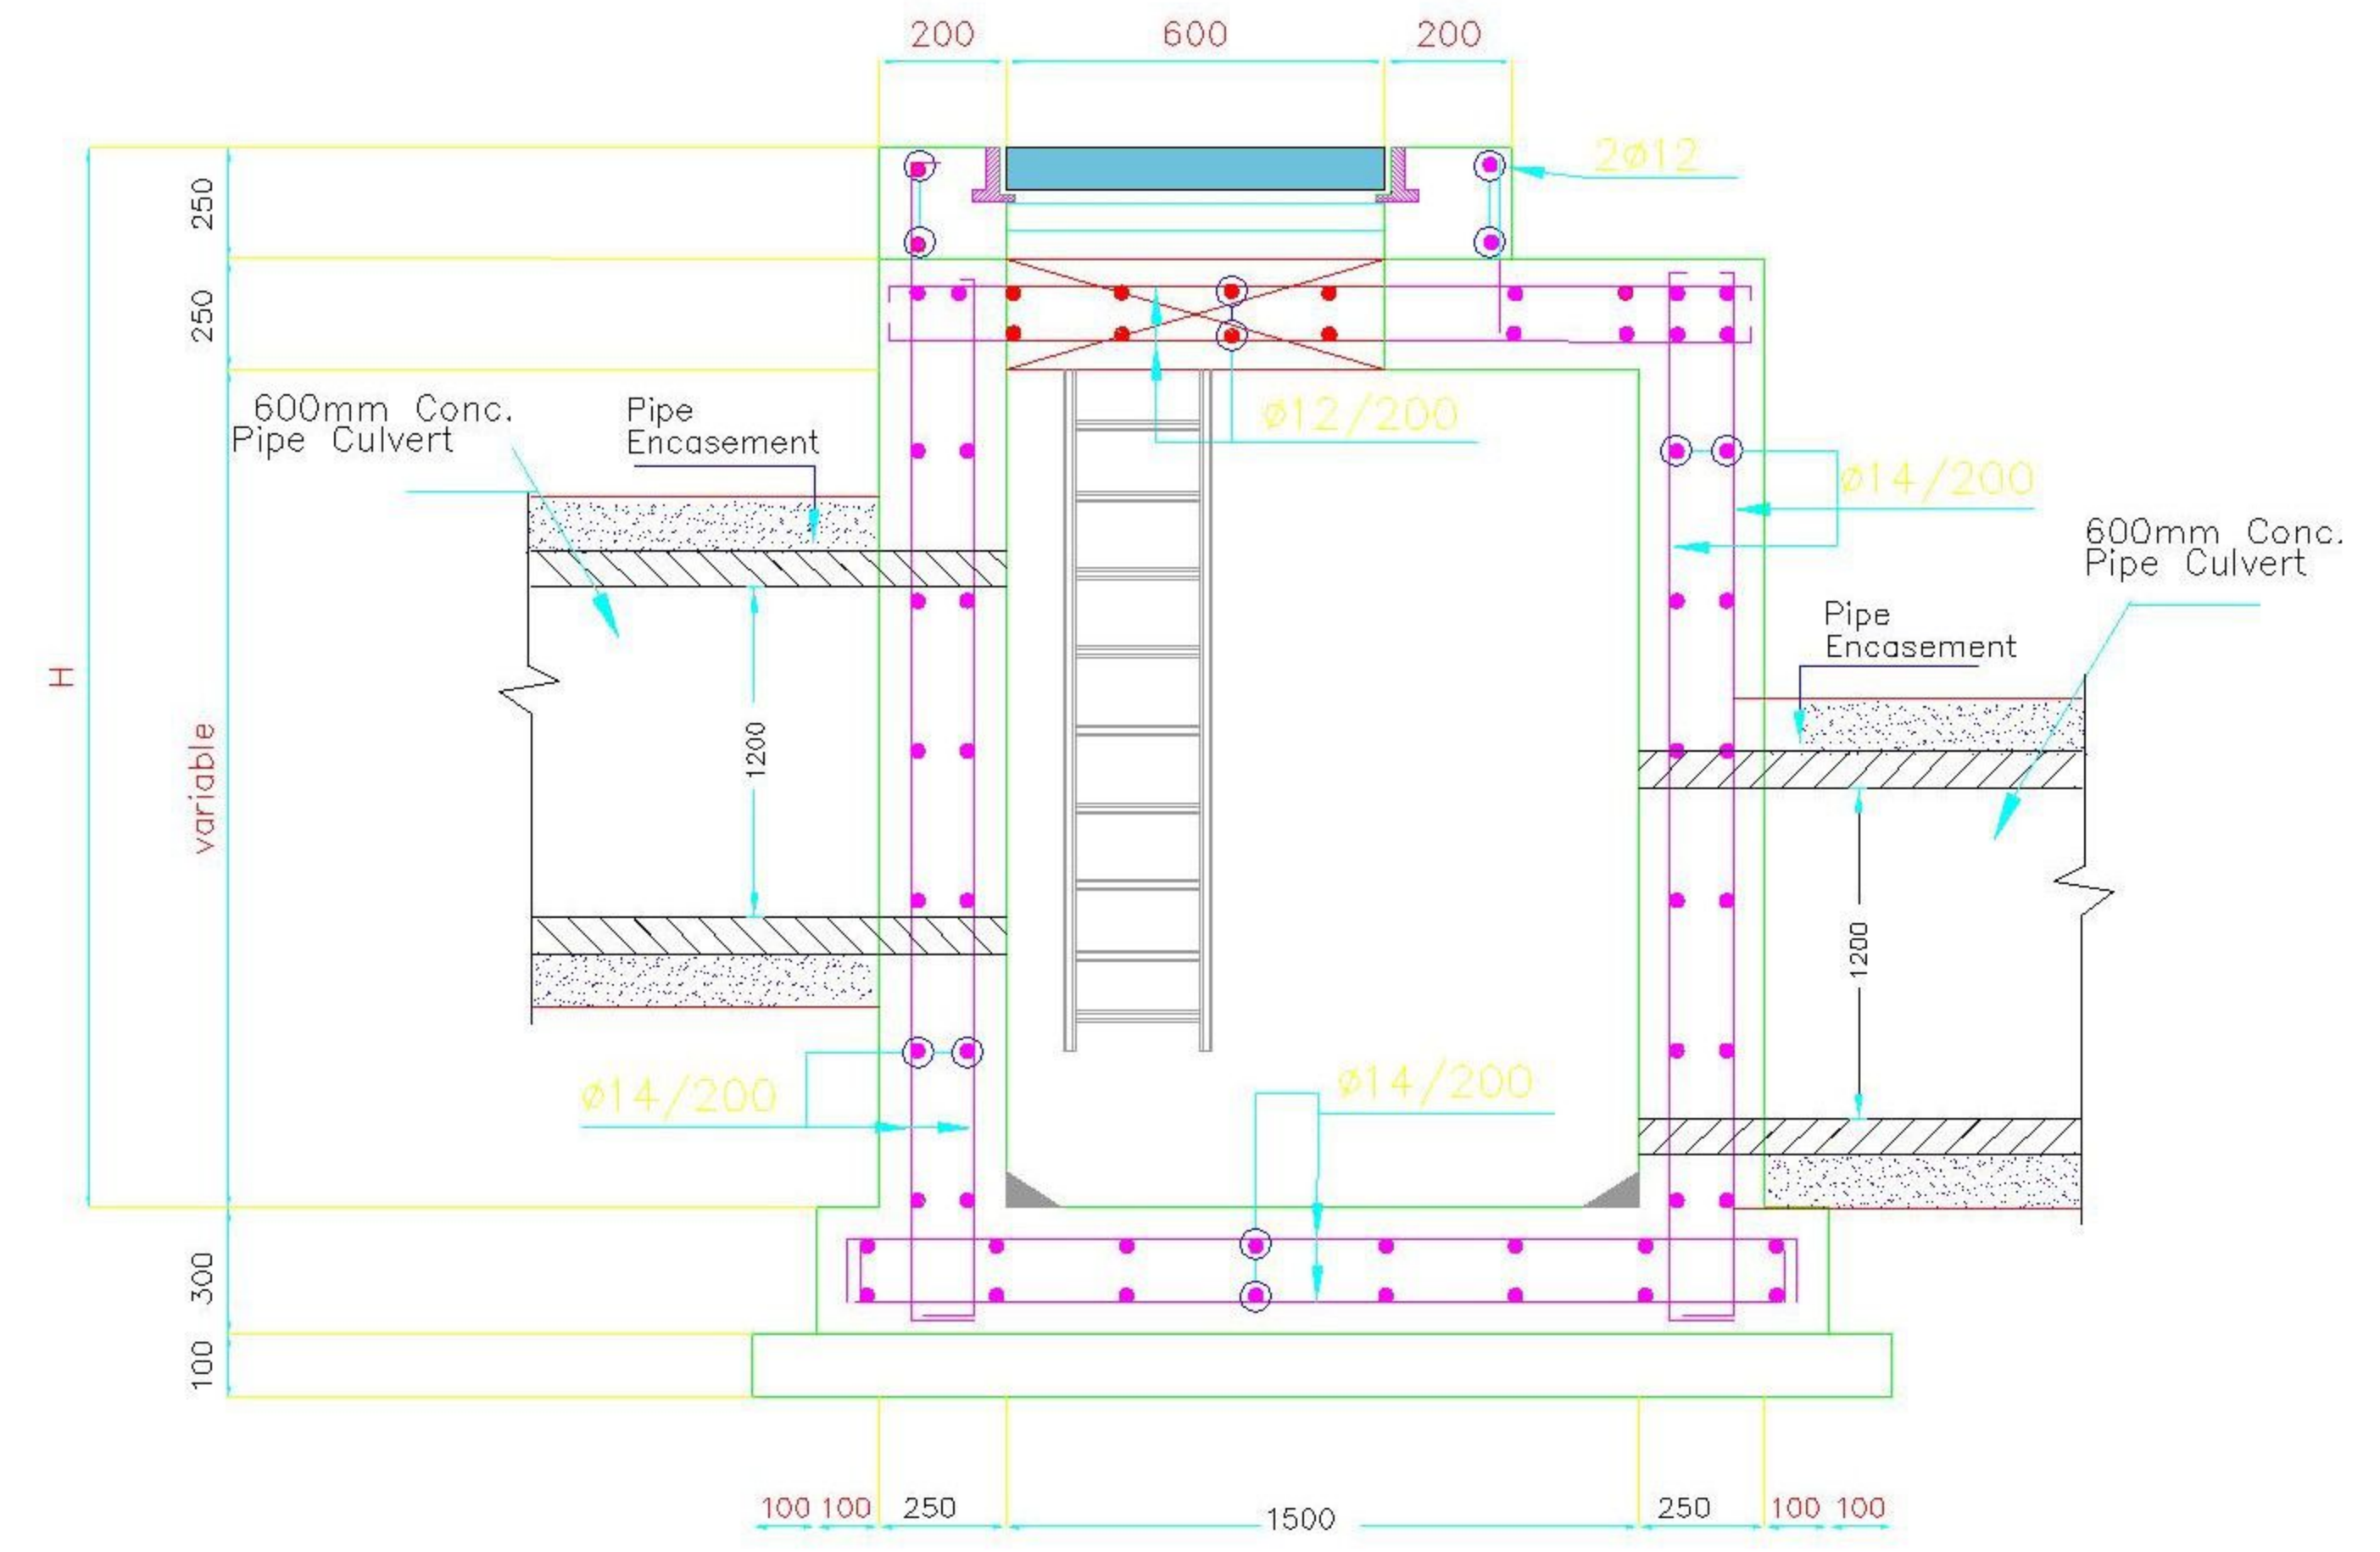 200
600
200
2ø12
250
250
600mm Conc.
Pipe Culvert
Pipe
Encasement
ø12/200
ø14/200
600mm Conc.
Pipe Culvert
Pipe
Encasement
H
variable
1200
1200
ø14/200
ø14/200
300
100
100 100 250 1500 250 100 100